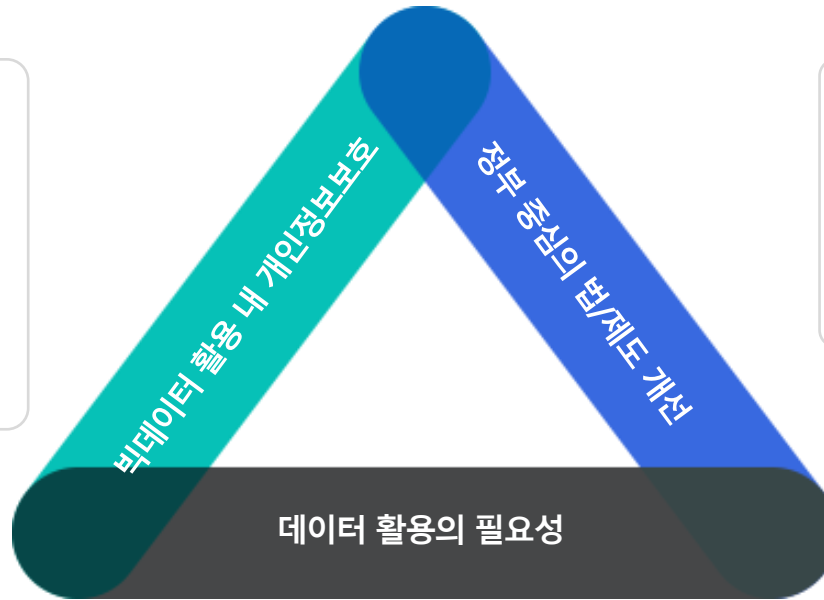 빅데이터 활용 내 개인정보보호
정부 중심의 법/제도 개선
데이터 활용의 필요성